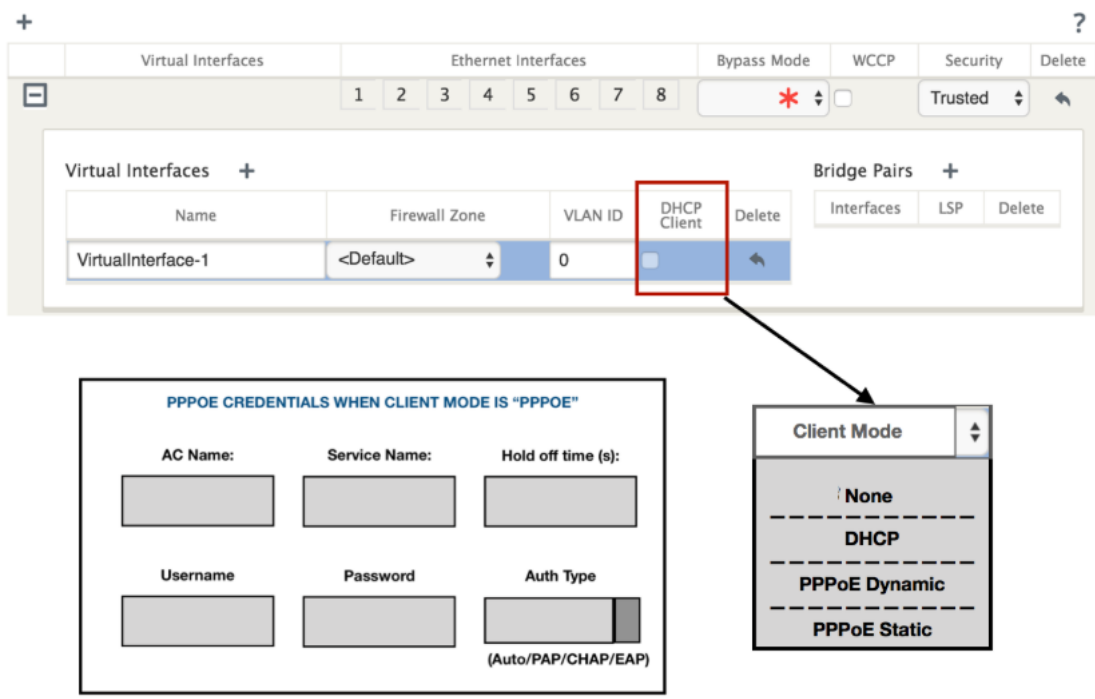 + ?
Virtual Interfaces Ethernet Interfaces Bypass Mode WCCP Security Delete
1 2 3 4 5 6 7 8 * Trusted
Virtual Interfaces + Bridge Pairs +
Name Firewall Zone VLAN ID DHCP Client Delete Interfaces LSP Delete
VirtualInterface-1 <Default> 0
PPPOE CREDENTIALS WHEN CLIENT MODE IS “PPPOE”
AC Name: Service Name: Hold off time (s):
Username Password Auth Type
(Auto/PAP/CHAP/EAP)
Client Mode
None
DHCP
PPPoE Dynamic
PPPoE Static